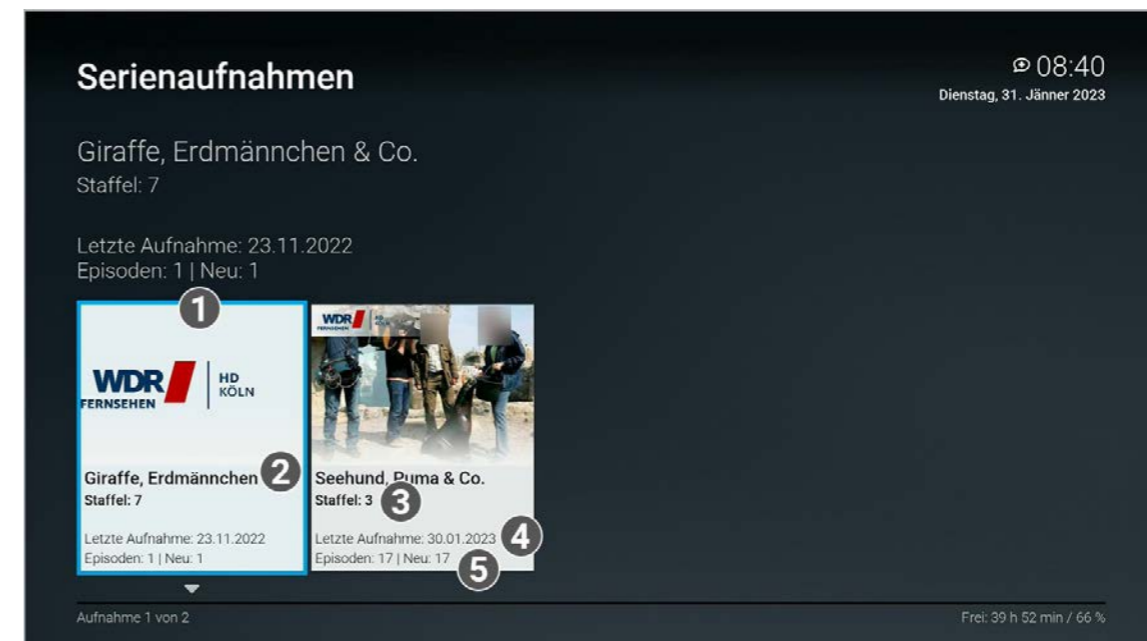 Serienaufnahmen
08:40
Dienstag, 31. Jänner 2023
Giraffe, Erdmännchen & Co.
Staffel: 7
Letzte Aufnahme: 23.11.2022
Episoden: 1 | Neu: 1
1
WDR
FERNSEHEN
HD
KÖLN
Giraffe, Erdmännchen 2
Staffel: 7
Letzte Aufnahme: 23.11.2022
Episoden: 1 | Neu: 1
WDR
FERNSEHEN
HD
KÖLN
Seehund, Puma & Co.
Staffel: 3 3
Letzte Aufnahme: 30.01.2023 4
Episoden: 17 | Neu: 17 5
Aufnahme 1 von 2
Frei: 39 h 52 min / 66 %